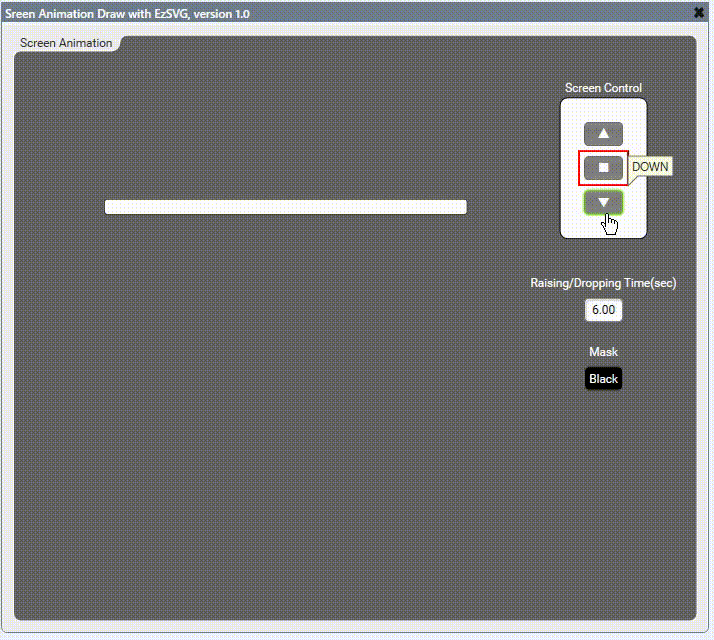 Sreen Animation Draw with EzSVG, version 1.0
Screen Animation
Screen Control
DOWN
Raising/Dropping Time(sec)
6.00
Mask
Black